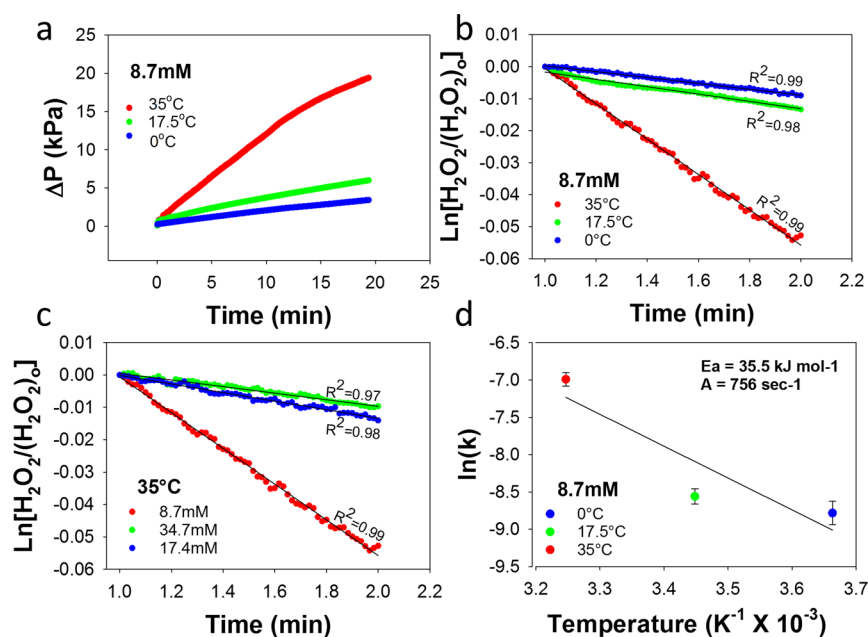 a
8.7mM
35°C
17.5°C
0°C
ΔP (kPa)
25
20
15
10
5
0
0
5
10
15
20
25
Time (min)
b
R²=0.99
R²=0.98
R²=0.99
8.7mM
35°C
17.5°C
0°C
Ln[H₂O₂/(H₂O₂)ₒ]
0.01
0.00
-0.01
-0.02
-0.03
-0.04
-0.05
-0.06
1.0
1.2
1.4
1.6
1.8
2.0
2.2
Time (min)
c
R²=0.97
R²=0.98
R²=0.99
35°C
8.7mM
34.7mM
17.4mM
Ln[H₂O₂/(H₂O₂)ₒ]
0.01
0.00
-0.01
-0.02
-0.03
-0.04
-0.05
-0.06
1.0
1.2
1.4
1.6
1.8
2.0
2.2
Time (min)
d
Ea = 35.5 kJ mol-1
A = 756 sec-1
8.7mM
0°C
17.5°C
35°C
ln(k)
-6.5
-7.0
-7.5
-8.0
-8.5
-9.0
-9.5
3.2
3.3
3.4
3.5
3.6
3.7
Temperature (K⁻¹ X 10⁻³)